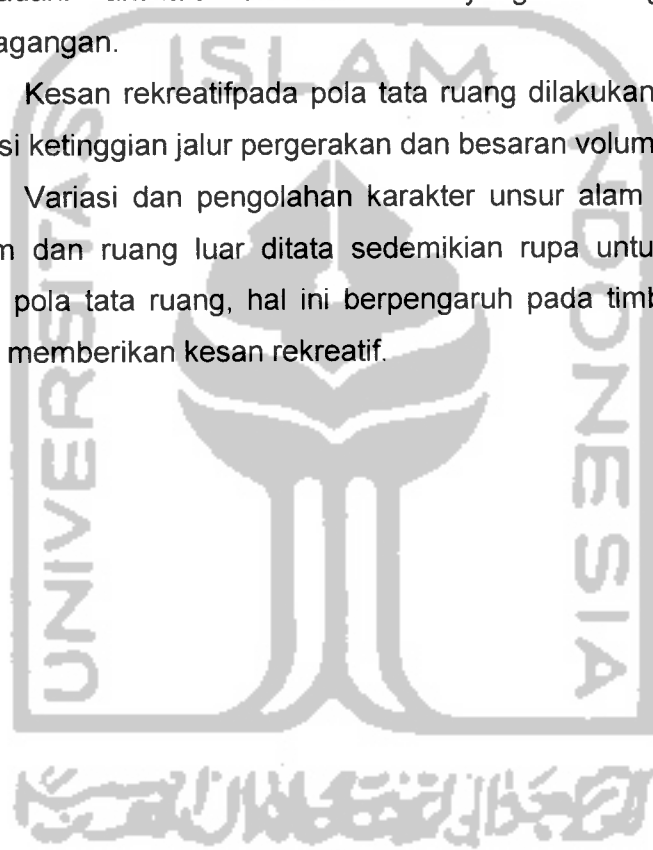 agangan.
Kesan rekreatifpada pola tata ruang dilakukan
si ketinggian jalur pergerakan dan besaran volum
Variasi dan pengolahan karakter unsur alam
m dan ruang luar ditata sedemikian rupa untu
pola tata ruang, hal ini berpengaruh pada timb
memberikan kesan rekreatif.
ISLAM
UNIVERSITAS
INDONESIA